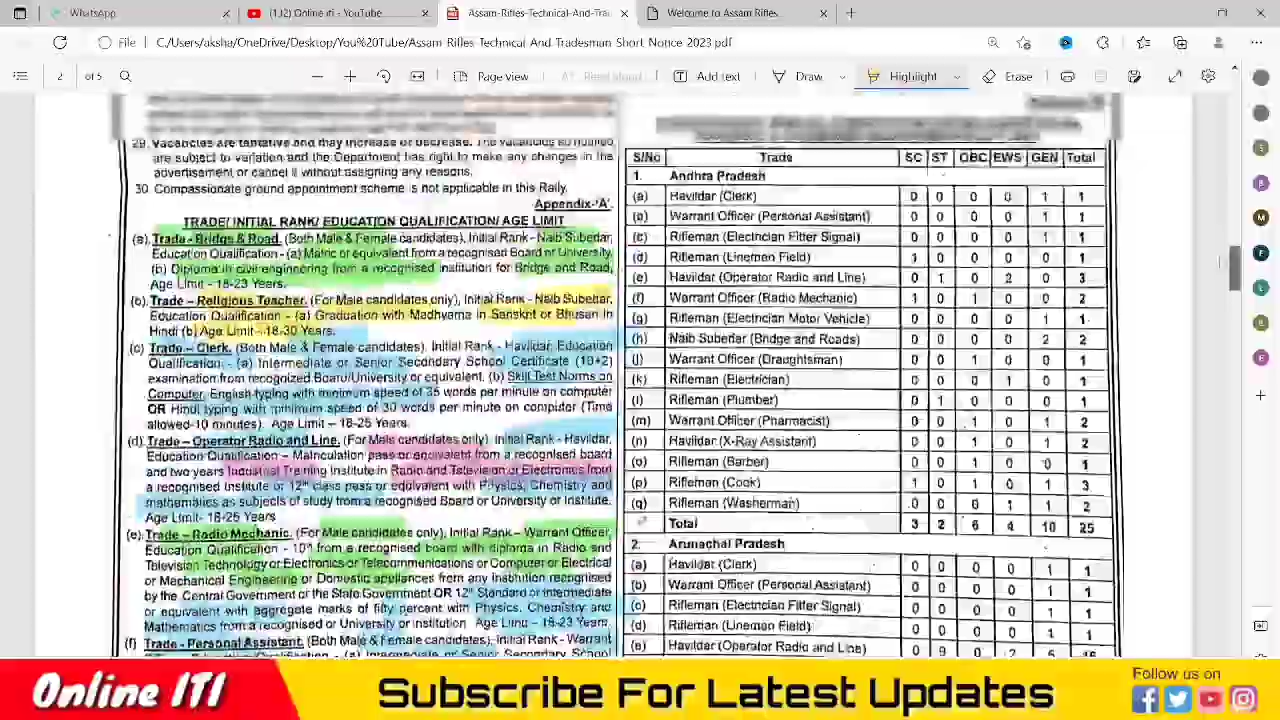 WhatsApp
(1J2) Online iti - YouTube
Assam-Rifles-Technical-And-Trad
Welcome to Assam Rifles
File
C:/Users/aksha/OneDrive/Desktop/You%20Tube/Assam Rifles Technical And Tradesman Short Notice 2023.pdf
2 of 5
Page view
Read aloud
Add text
Draw
Highlight
Erase
29. Vacancies are tentative and may increase or decrease. The vacancies so notified
are subject to variation and the Department has right to make any changes in the
advertisement or cancel it without assigning any reasons.
30. Compassionate ground appointment scheme is not applicable in this Rally.
Appendix-'A'.
TRADE/ INITIAL RANK/ EDUCATION QUALIFICATION/ AGE LIMIT
(a). Trade - Bridge & Road. (Both Male & Female candidates), Initial Rank - Naib Subedar,
Education Qualification - (a) Matric or equivalent from a recognised Board or University.
(b) Diploma in civil engineering from a recognised institution for Bridge and Road,
Age Limit - 18-23 Years.
(b). Trade – Religious Teacher. (For Male candidates only), Initial Rank - Naib Subedar,
Education Qualification - (a) Graduation with Madhyama in Sanskrit or Bhusan in
Hindi (b) Age Limit - 18-30 Years.
(c) Trade – Clerk. (Both Male & Female candidates). Initial Rank - Havildar, Education
Qualification - (a) Intermediate or Senior Secondary School Certificate (10+2)
examination from recognized Board/University or equivalent. (b) Skill Test Norms on
Computer. English typing with minimum speed of 35 words per minute on computer
OR Hindi typing with minimum speed of 30 words per minute on computer (Time
allowed-10 minutes). Age Limit – 18-25 Years.
(d) Trade – Operator Radio and Line. (For Male candidates only) Initial Rank - Havildar,
Education Qualification - Matriculation pass or equivalent from a recognised board
and two years Industrial Training Institute in Radio and Television or Electronics from
a recognised Institute or 12th class pass or equivalent with Physics, Chemistry and
mathematics as subjects of study from a recognised Board or University or Institute.
Age Limit- 18-25 Years
(e) Trade – Radio Mechanic. (For Male candidates only), Initial Rank – Warrant Officer,
Education Qualification - 10th from a recognised board with diploma in Radio and
Television Technology or Electronics or Telecommunications or Computer or Electrical
or Mechanical Engineering or Domestic appliances from any institution recognised
by the Central Government or the State Government OR 12th Standard or intermediate
or equivalent with aggregate marks of fifty percent with Physics, Chemistry and
Mathematics from a recognised or University or institution Age Limit - 18-23 Years.
(f) Trade - Personal Assistant. (Both Male & Female candidates), Initial Rank - Warrant
(a) Intermediate or Senior Secondary School
S/No Trade SC ST OBC EWS GEN Total
1. Andhra Pradesh
(a) Havildar (Clerk) 0 0 0 0 1 1
(b) Warrant Officer (Personal Assistant) 0 0 0 0 1 1
(c) Rifleman (Electrician Fitter Signal) 0 0 0 0 1 1
(d) Rifleman (Lineman Field) 1 0 0 0 0 1
(e) Havildar (Operator Radio and Line) 0 1 0 2 0 3
(f) Warrant Officer (Radio Mechanic) 1 0 1 0 0 2
(g) Rifleman (Electrician Motor Vehicle) 0 0 0 0 1 1
(h) Naib Subedar (Bridge and Roads) 0 0 0 0 2 2
(j) Warrant Officer (Draughtsman) 0 0 1 0 0 1
(k) Rifleman (Electrician) 0 0 0 1 0 1
(l) Rifleman (Plumber) 0 1 0 0 0 1
(m) Warrant Officer (Pharmacist) 0 0 1 0 1 2
(n) Havildar (X-Ray Assistant) 0 0 1 0 1 2
(o) Rifleman (Barber) 0 0 1 0 0 1
(p) Rifleman (Cook) 1 0 1 0 1 3
(q) Rifleman (Washerman) 0 0 0 1 1 2
Total 3 2 6 4 10 25
2. Arunachal Pradesh
(a) Havildar (Clerk) 0 0 0 0 1 1
(b) Warrant Officer (Personal Assistant) 0 0 0 0 1 1
(c) Rifleman (Electrician Fitter Signal) 0 0 0 0 1 1
(d) Rifleman (Lineman Field) 0 0 0 0 1 1
(e) Havildar (Operator Radio and Line) 0 9 0 2 5 16
Online ITI
Subscribe For Latest Updates
Follow us on